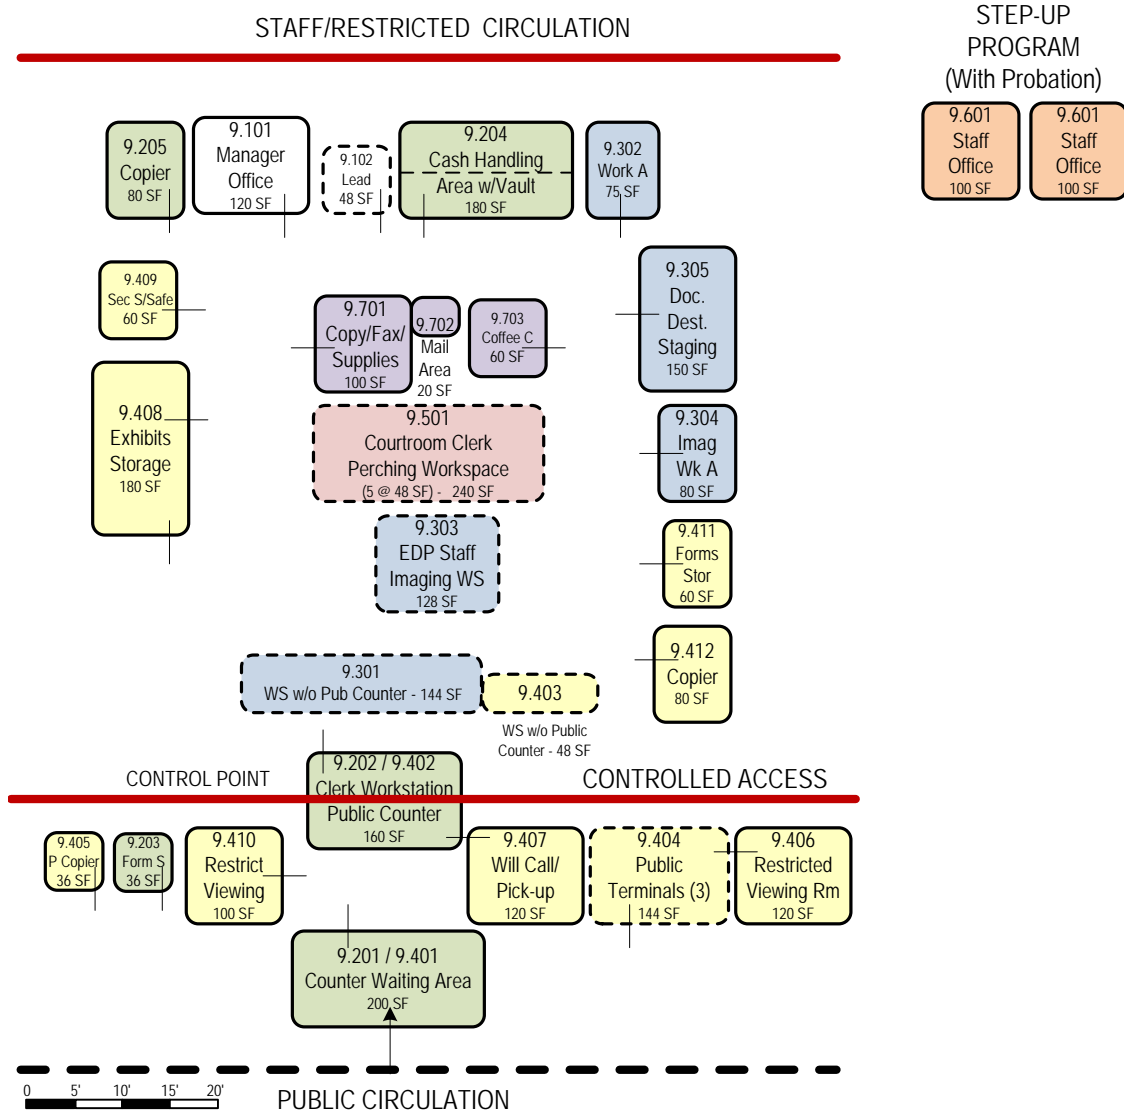 STAFF/RESTRICTED CIRCULATION
STEP-UP
PROGRAM
(With Probation)
9.601
Staff
Office
100 SF
9.601
Staff
Office
100 SF
9.205
Copier
80 SF
9.101
Manager
Office
120 SF
9.102
Lead
48 SF
9.204
Cash Handling
Area w/Vault
180 SF
9.302
Work A
75 SF
9.409
Sec S/Safe
60 SF
9.701
Copy/Fax/
Supplies
100 SF
9.702
Mail
Area
20 SF
9.703
Coffee C
60 SF
9.305
Doc.
Dest.
Staging
150 SF
9.408
Exhibits
Storage
180 SF
9.501
Courtroom Clerk
Perching Workspace
(5 @ 48 SF) - 240 SF
9.304
Imag
Wk A
80 SF
9.303
EDP Staff
Imaging WS
128 SF
9.411
Forms
Stor
60 SF
9.301
WS w/o Pub Counter - 144 SF
9.403
WS w/o Public
Counter - 48 SF
9.412
Copier
80 SF
CONTROL POINT
9.202 / 9.402
Clerk Workstation
Public Counter
160 SF
CONTROLLED ACCESS
9.405
P Copier
36 SF
9.203
Form S
36 SF
9.410
Restrict
Viewing
100 SF
9.407
Will Call/
Pick-up
120 SF
9.404
Public
Terminals (3)
144 SF
9.406
Restricted
Viewing Rm
120 SF
9.201 / 9.401
Counter Waiting Area
200 SF
0 5' 10' 15' 20'
PUBLIC CIRCULATION